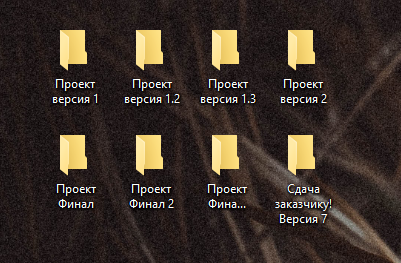 Проект
версия 1
Проект
версия 1.2
Проект
версия 1.3
Проект
версия 2
Проект
Финал
Проект
Финал 2
Проект
Фина...
Сдача
заказчику!
Версия 7